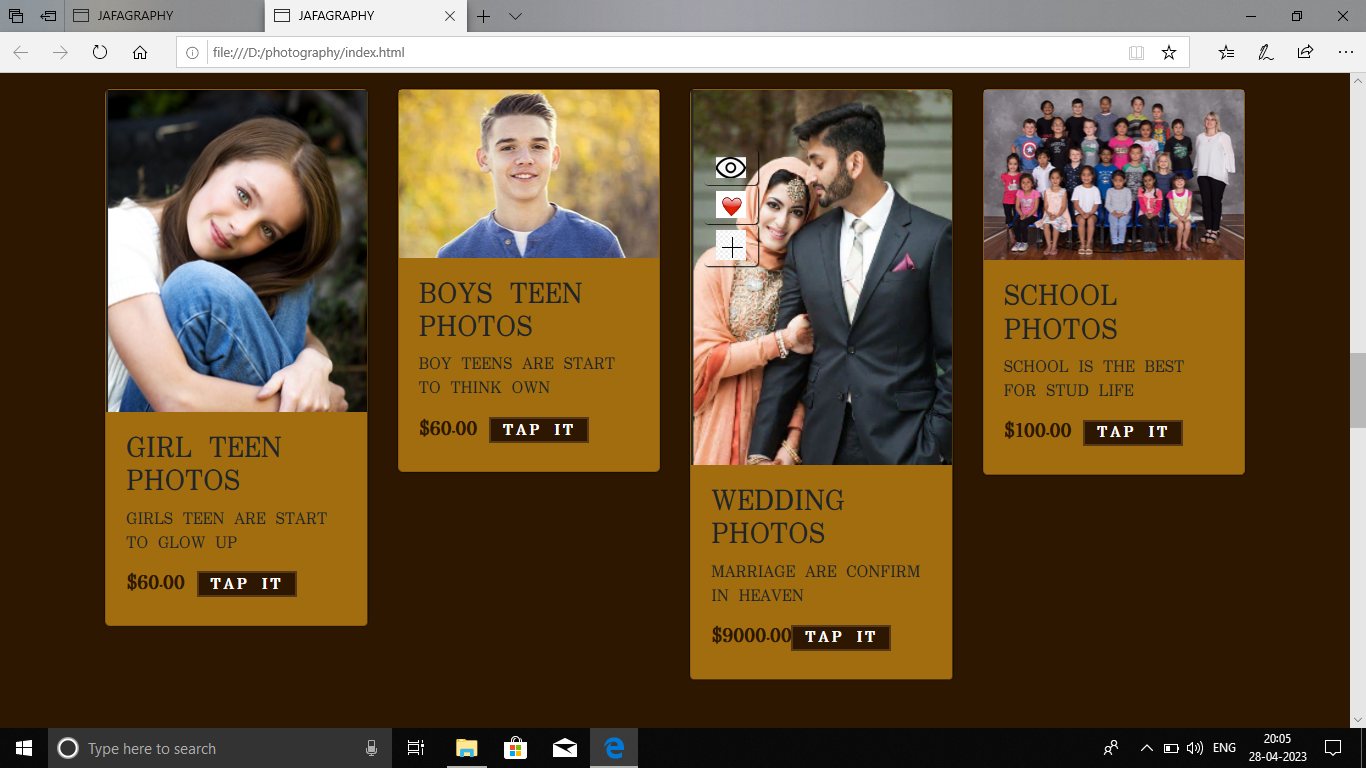 JAFAGRAPHY
JAFAGRAPHY
file:///D:/photography/index.html
GIRL TEEN
PHOTOS
GIRLS TEEN ARE START
TO GLOW UP
$60.00 TAP IT
BOYS TEEN
PHOTOS
BOY TEENS ARE START
TO THINK OWN
$60.00 TAP IT
WEDDING
PHOTOS
MARRIAGE ARE CONFIRM
IN HEAVEN
$9000.00 TAP IT
SCHOOL
PHOTOS
SCHOOL IS THE BEST
FOR STUD LIFE
$100.00 TAP IT
Type here to search
ENG
20:05
28-04-2023